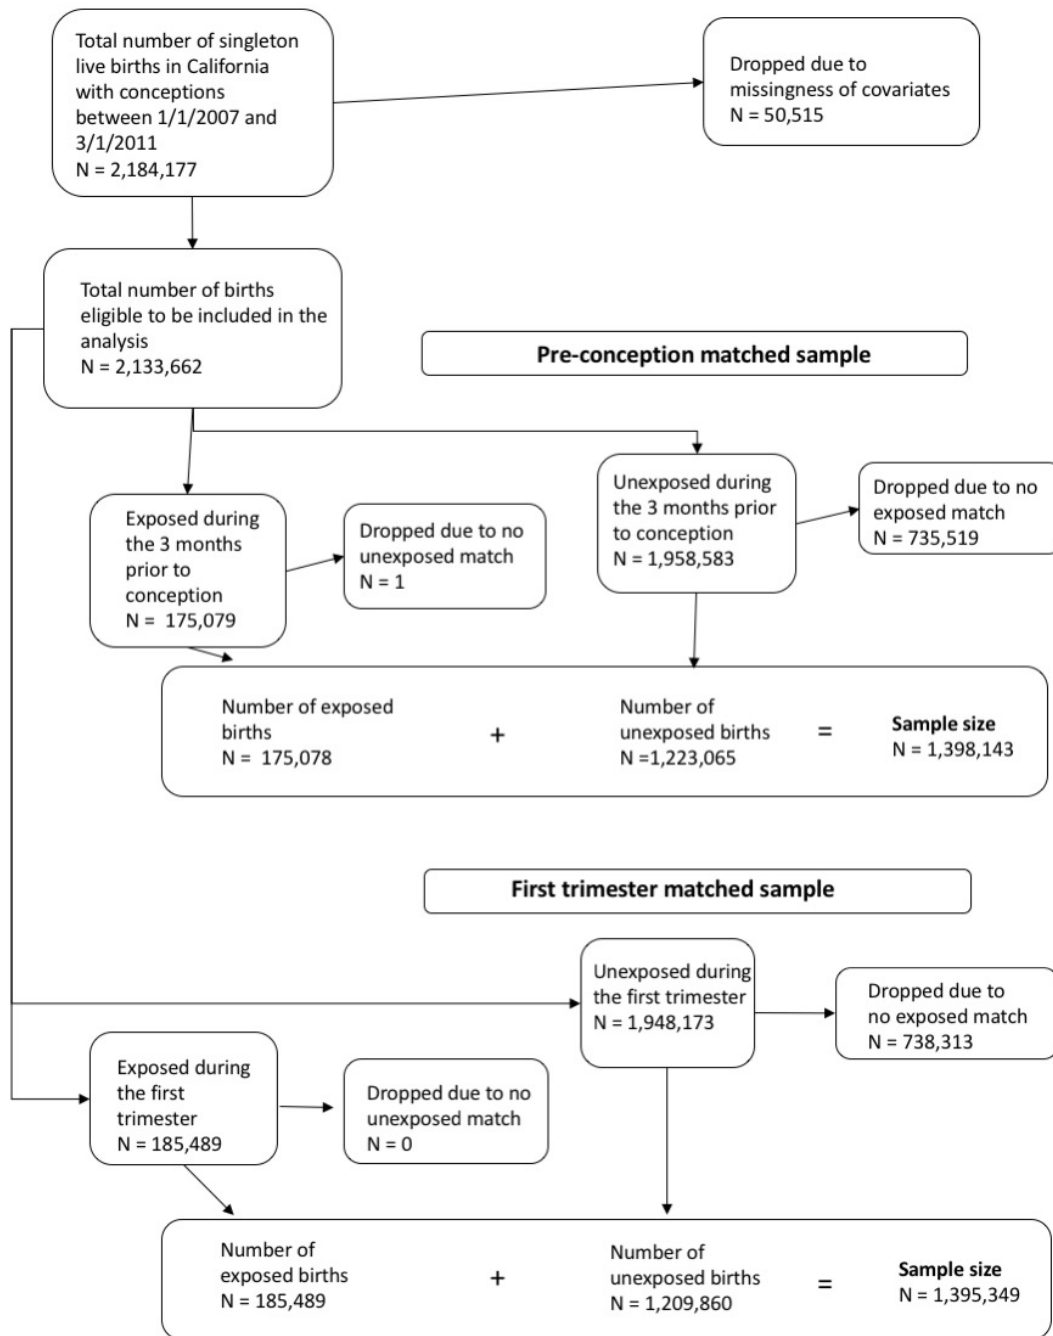 Total number of singleton
live births in California
with conceptions
between 1/1/2007 and
3/1/2011
N = 2,184,177
Dropped due to
missingness of covariates
N = 50,515
Total number of births
eligible to be included in the
analysis
N = 2,133,662
Pre-conception matched sample
Exposed during
the 3 months
prior to
conception
N = 175,079
Dropped due to no
unexposed match
N = 1
Unexposed during
the 3 months prior
to conception
N = 1,958,583
Dropped due to no
exposed match
N = 735,519
Number of exposed
births
N = 175,078
+
Number of
unexposed births
N =1,223,065
=
Sample size
N = 1,398,143
First trimester matched sample
Unexposed during
the first trimester
N = 1,948,173
Dropped due to
no exposed match
N = 738,313
Exposed during
the first
trimester
N = 185,489
Dropped due to no
unexposed match
N = 0
Number of
exposed births
N = 185,489
+
Number of
unexposed births
N = 1,209,860
=
Sample size
N = 1,395,349